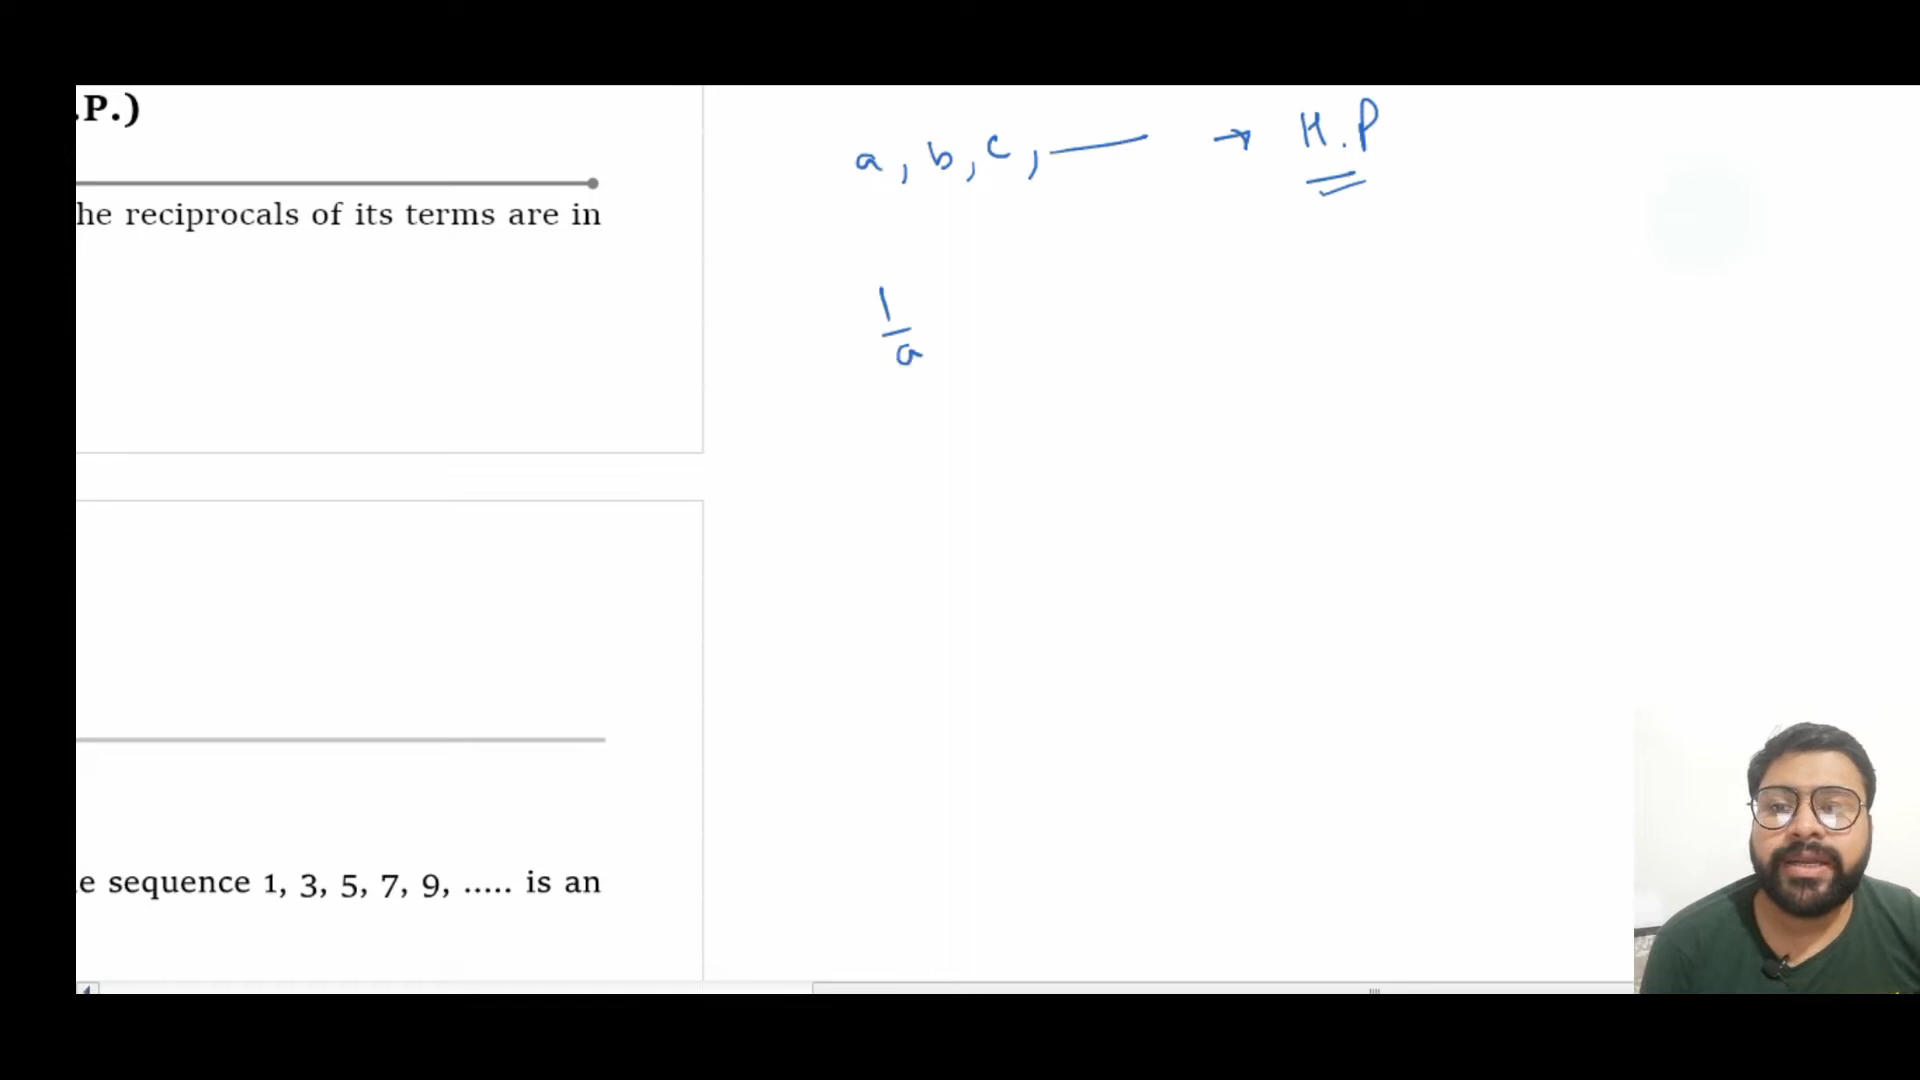 .P.)
he reciprocals of its terms are in
e sequence 1, 3, 5, 7, 9, ..... is an
a, b, c, — → H.P
1/a